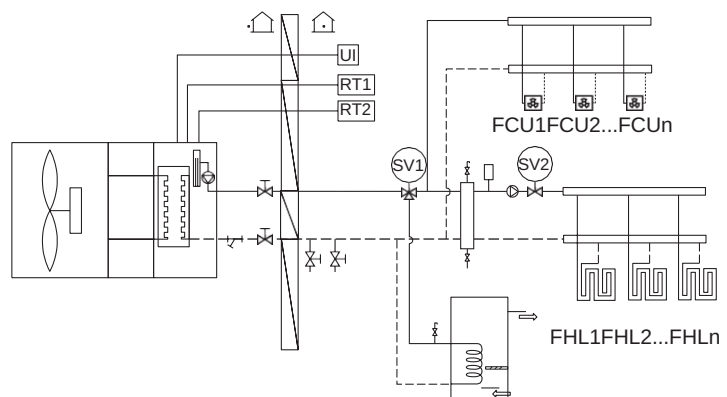 UI
RT1
RT2
FCU1FCU2...FCUn
SV1
SV2
FHL1FHL2...FHLn